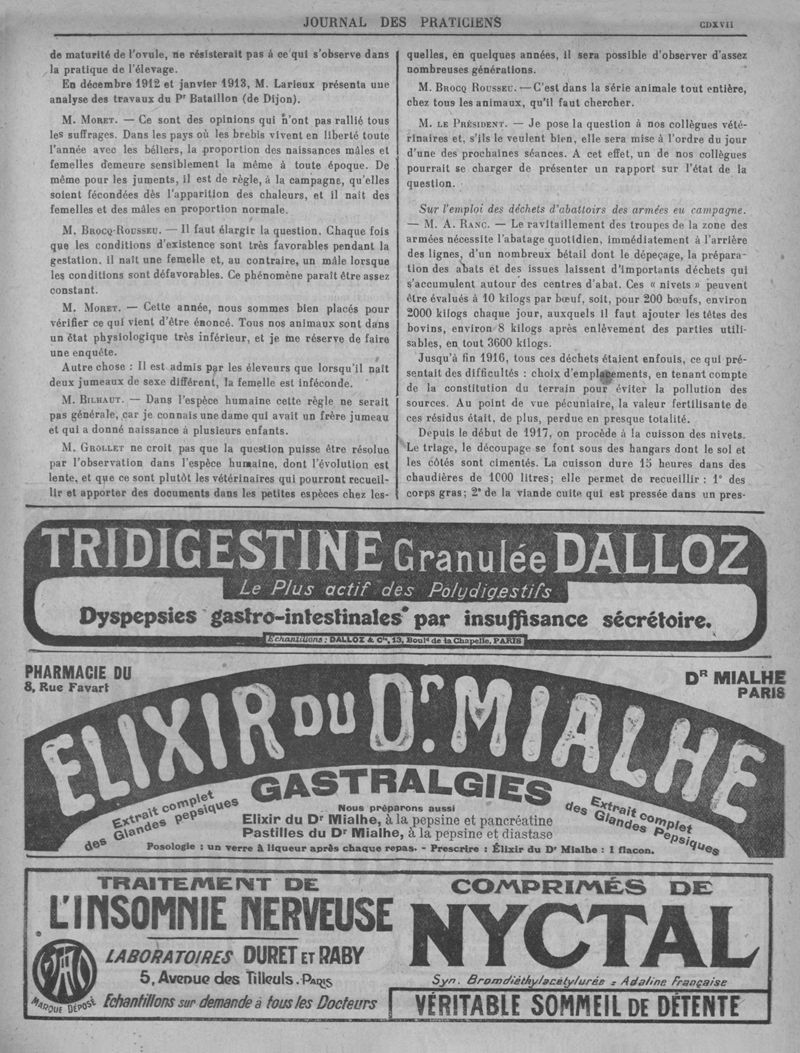 JOURNAL DES PRATICIENS
CDXVII
de maturité de l'ovule, ne résisterait pas à ce qui s'observe dans
la pratique de l'élevage.
En décembre 1912 et janvier 1913, M. Larieux présenta une
analyse des travaux du Pr Bataillon (de Dijon).
M. MORET. — Ce sont des opinions qui n'ont pas rallié tous
les suffrages. Dans les pays où les brebis vivent en liberté toute
l'année avec les béliers, la proportion des naissances mâles et
femelles demeure sensiblement la même à toute époque. De
même pour les juments, il est de règle, à la campagne, qu'elles
soient fécondées dès l'apparition des chaleurs, et il naît des
femelles et des mâles en proportion normale.
M. BROCQ-ROUSSEU. — Il faut élargir la question. Chaque fois
que les conditions d'existence sont très favorables pendant la
gestation, il naît une femelle et, au contraire, un mâle lorsque
les conditions sont défavorables. Ce phénomène paraît être assez
constant.
M. MORET. — Cette année, nous sommes bien placés pour
vérifier ce qui vient d'être énoncé. Tous nos animaux sont dans
un état physiologique très inférieur, et je me réserve de faire
une enquête.
Autre chose : Il est admis par les éleveurs que lorsqu'il naît
deux jumeaux de sexe différent, la femelle est inféconde.
M. BILHAUT. — Dans l'espèce humaine cette règle ne serait
pas générale, car je connais une dame qui avait un frère jumeau
et qui a donné naissance à plusieurs enfants.
M. GROLLET ne croit pas que la question puisse être résolue
par l'observation dans l'espèce humaine, dont l'évolution est
lente, et que ce sont plutôt les vétérinaires qui pourront recueil-
lir et apporter des documents dans les petites espèces chez les-
quelles, en quelques années, il sera possible d'observer d'assez
nombreuses générations.
M. BROCQ ROUSSEU. — C'est dans la série animale tout entière,
chez tous les animaux, qu'il faut chercher.
M. LE PRÉSIDENT. — Je pose la question à nos collègues vété-
rinaires et, s'ils le veulent bien, elle sera mise à l'ordre du jour
d'une des prochaines séances. A cet effet, un de nos collègues
pourrait se charger de présenter un rapport sur l'état de la
question.
Sur l'emploi des déchets d'abattoirs des armées eu campagne.
— M. A. RANC. — Le ravitaillement des troupes de la zone des
armées nécessite l'abatage quotidien, immédiatement à l'arrière
des lignes, d'un nombreux bétail dont le dépeçage, la prépara-
tion des abats et des issues laissent d'importants déchets qui
s'accumulent autour des centres d'abat. Ces « nivets » peuvent
être évalués à 10 kilogs par bœuf, soit, pour 200 bœufs, environ
2000 kilogs chaque jour, auxquels il faut ajouter les têtes des
bovins, environ 8 kilogs après enlèvement des parties utili-
sables, en tout 3600 kilogs.
Jusqu'à fin 1916, tous ces déchets étaient enfouis, ce qui pré-
sentait des difficultés : choix d'emplacements, en tenant compte
de la constitution du terrain pour éviter la pollution des
sources. Au point de vue pécuniaire, la valeur fertilisante de
ces résidus était, de plus, perdue en presque totalité.
Depuis le début de 1917, on procède à la cuisson des nivets.
Le triage, le découpage se font sous des hangars dont le sol et
les côtés sont cimentés. La cuisson dure 15 heures dans des
chaudières de 1000 litres; elle permet de recueillir : 1° des
corps gras; 2° de la viande cuite qui est pressée dans un pres-
TRIDIGESTINE Granulée DALLOZ
Le Plus actif des Polydigestifs
Dyspepsies gastro-intestinales par insuffisance sécrétoire.
Échantillons : DALLOZ & Cie, 13, Bould de la Chapelle, PARIS
PHARMACIE DU
8, Rue Favart
DR MIALHE
PARIS
ELIXIR DU Dr. MIALHE
GASTRALGIES
Extrait complet
des Glandes pepsiques
Extrait complet
des Glandes Pepsiques
Nous préparons aussi
Elixir du Dr Mialhe, à la pepsine et pancréatine
Pastilles du Dr Mialhe, à la pepsine et diastase
Posologie : un verre à liqueur après chaque repas. - Prescrire : Élixir du Dr Mialhe : 1 flacon.
TRAITEMENT DE
L'INSOMNIE NERVEUSE
LABORATOIRES DURET ET RABY
5, Avenue des Tilleuls. PARIS
MARQUE DÉPOSÉ
Echantillons sur demande à tous les Docteurs
COMPRIMÉS DE
NYCTAL
Syn. Bromdiéthylacétylurée = Adaline Française
VÉRITABLE SOMMEIL DE DÉTENTE